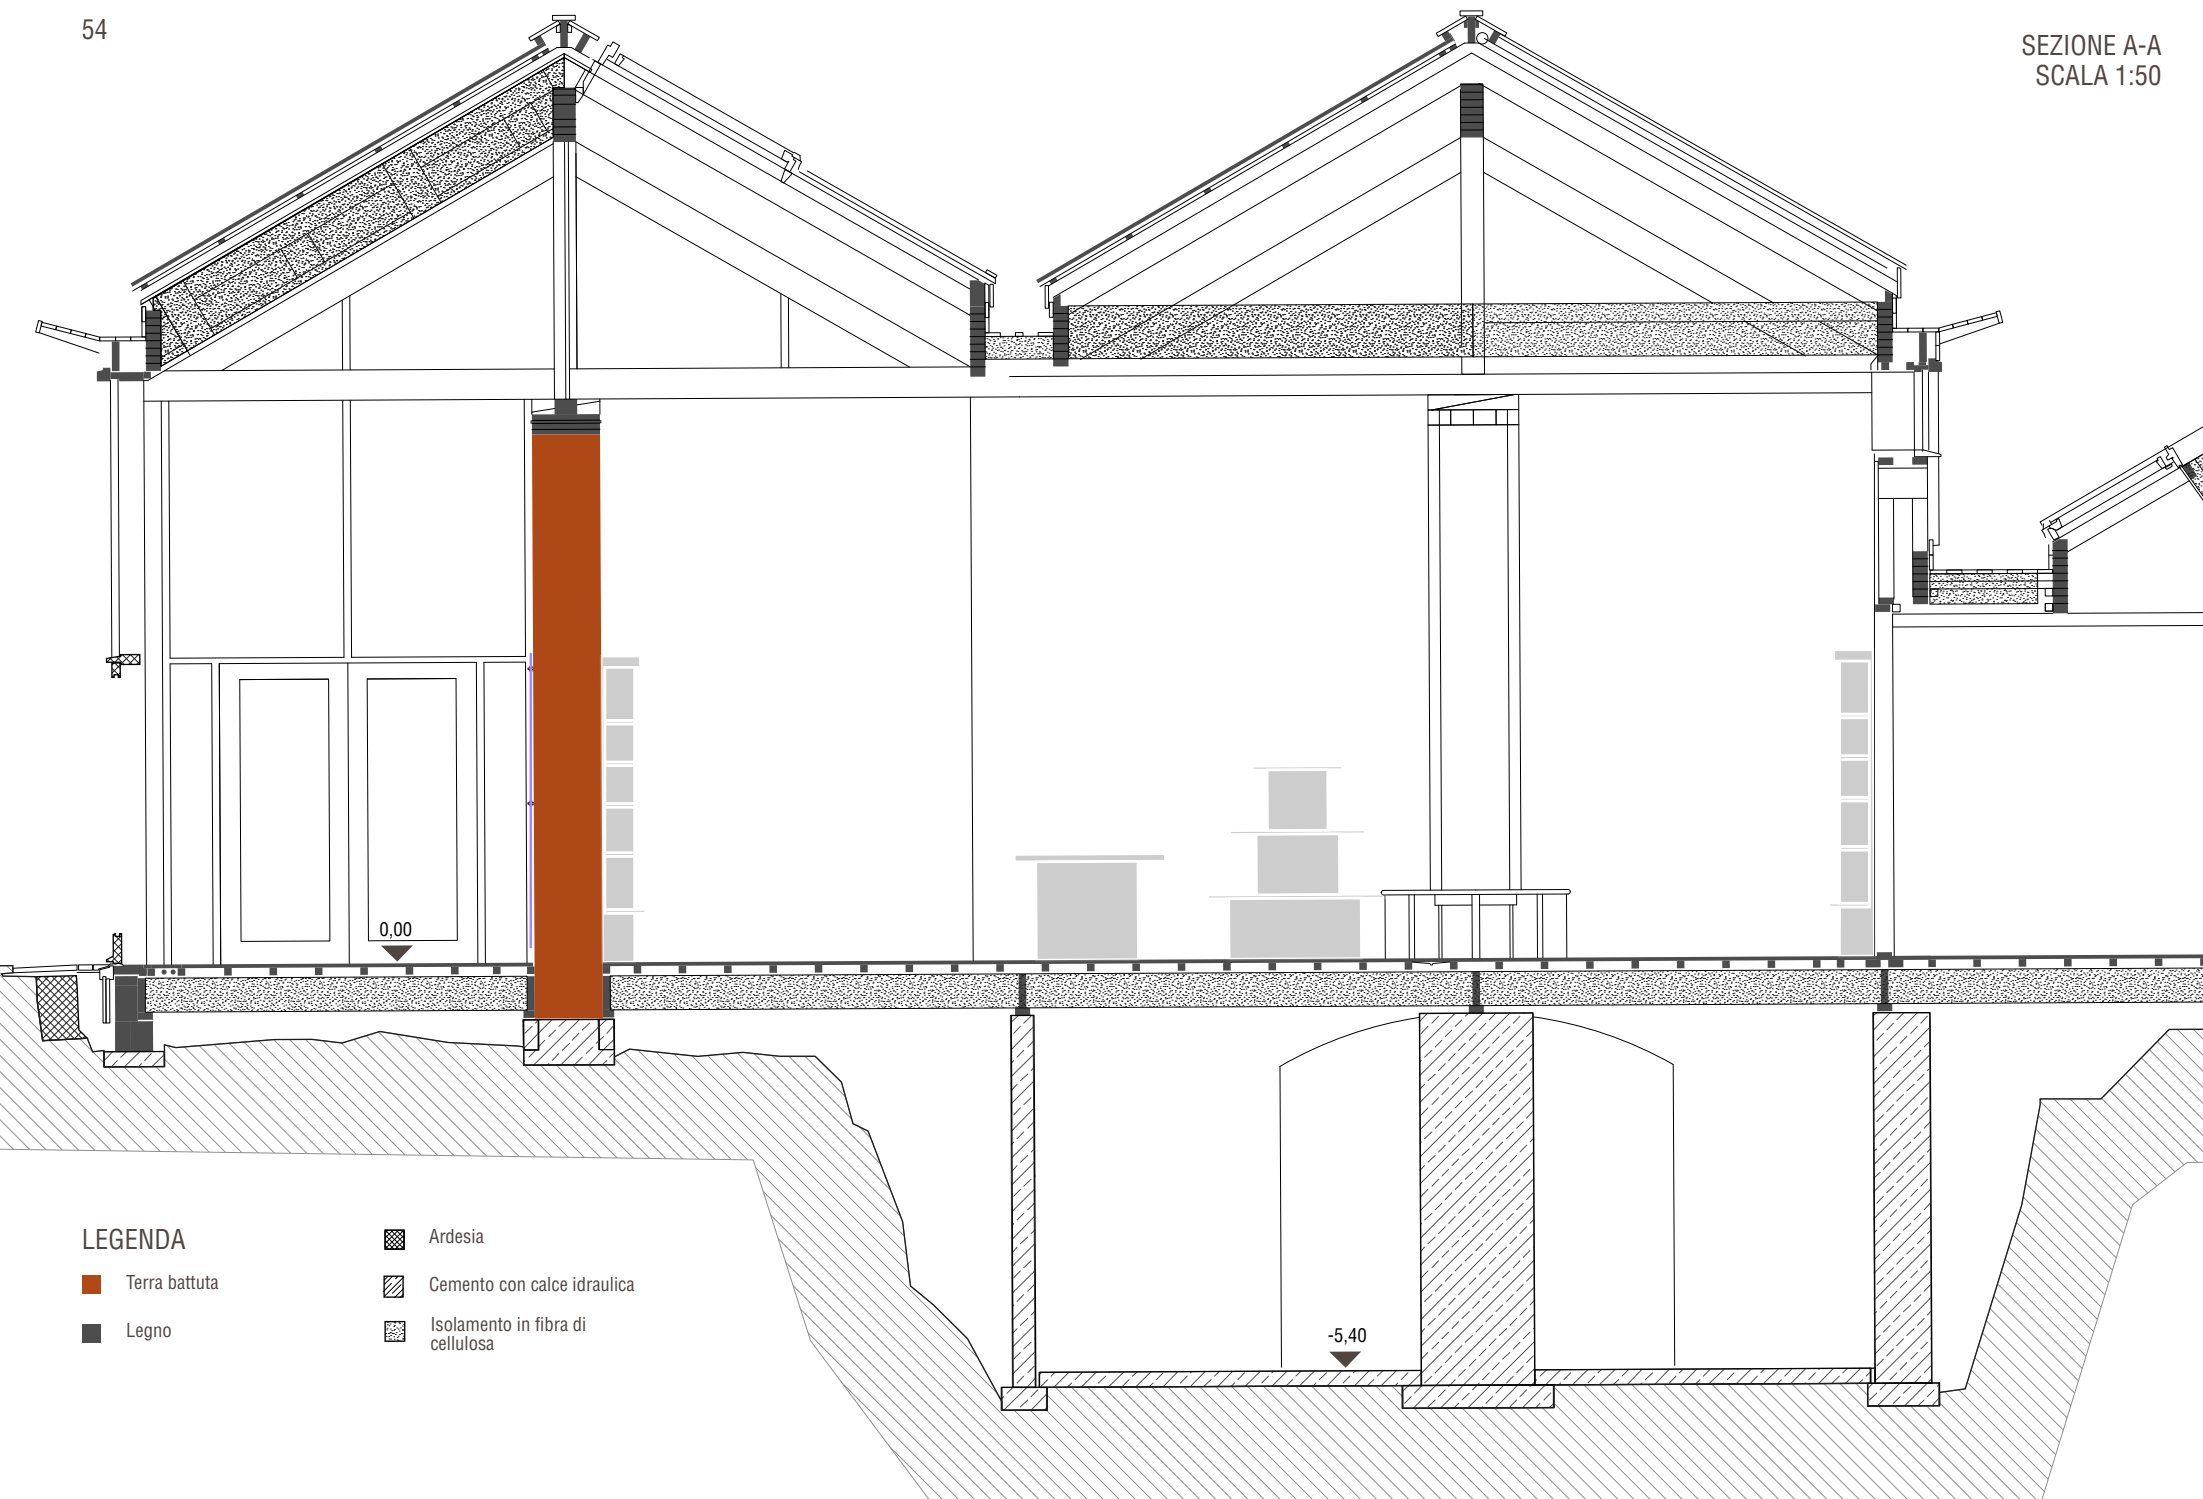 54
SEZIONE A-A
SCALA 1:50
0,00
-5,40
LEGENDA
Terra battuta
Legno
Ardesia
Cemento con calce idraulica
Isolamento in fibra di
cellulosa